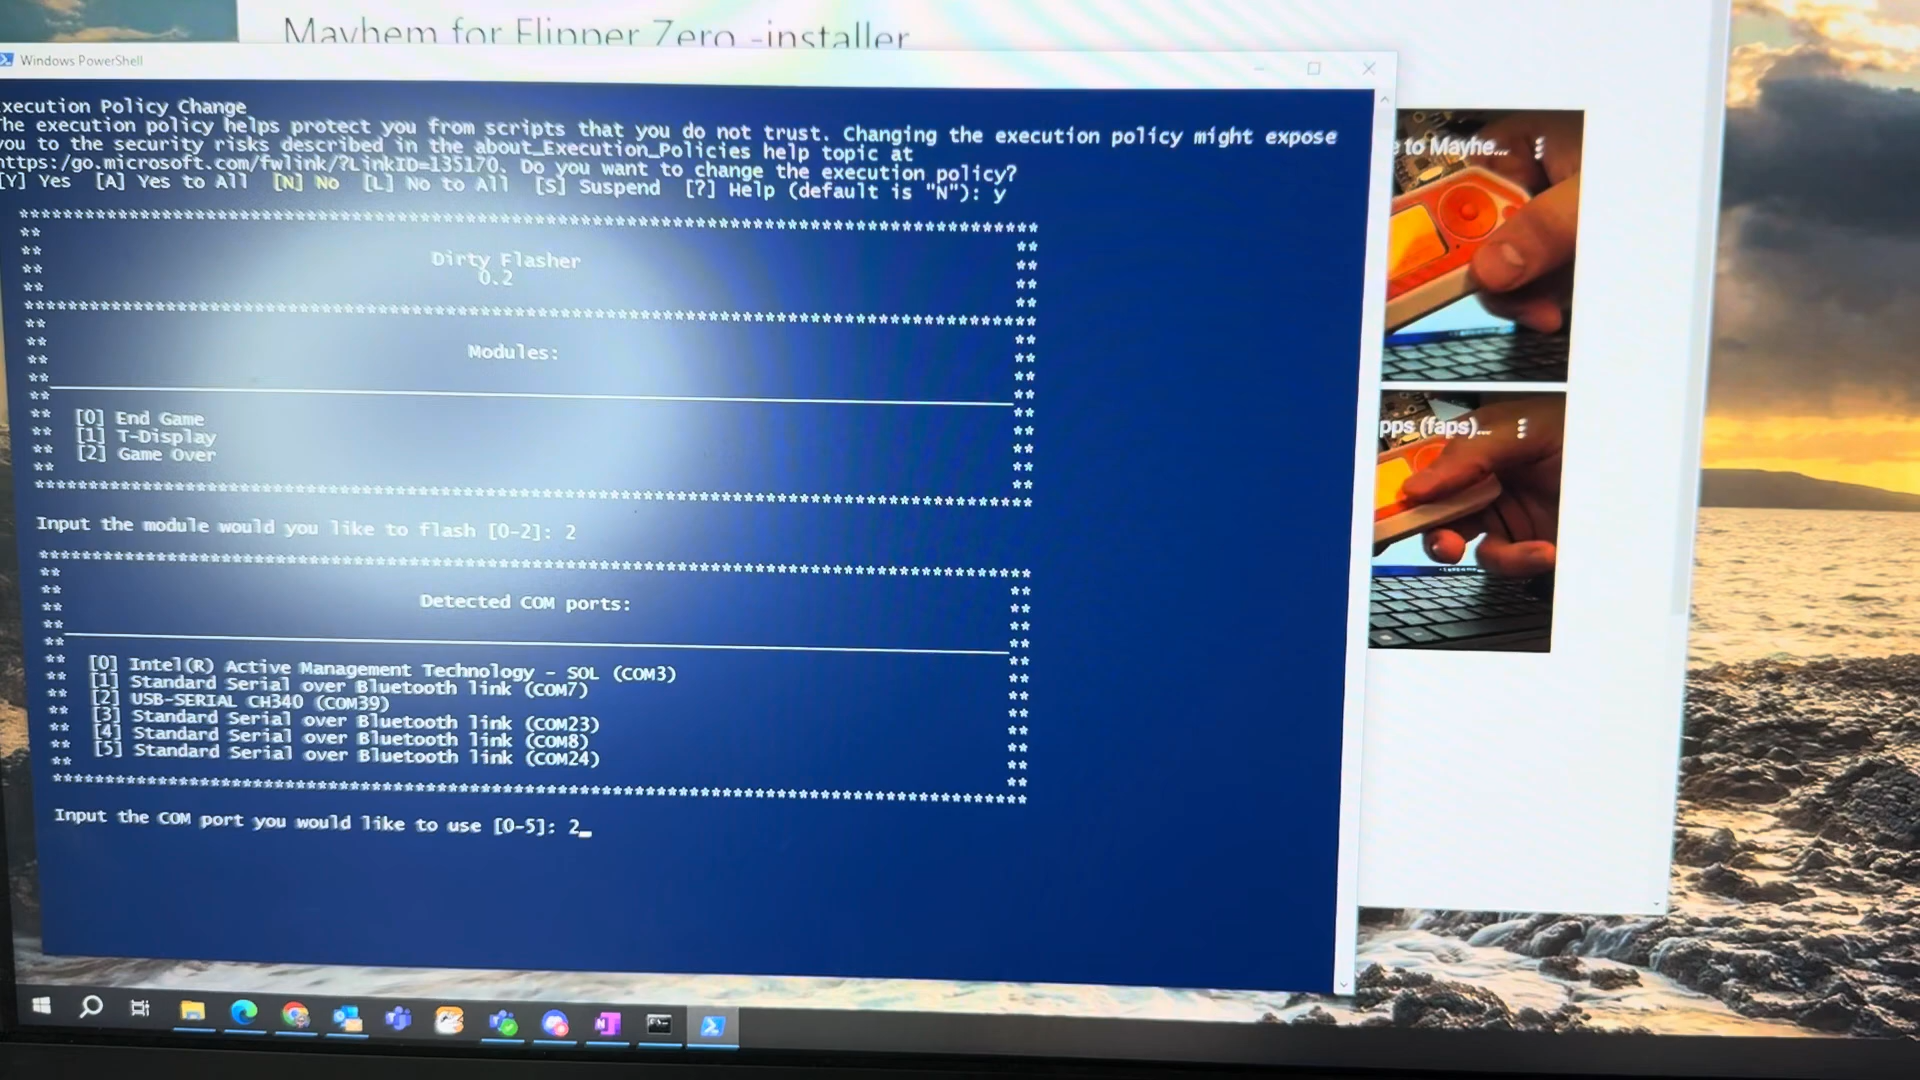 Mayhem for Flipper Zero -installer
Windows PowerShell
xecution Policy Change
he execution policy helps protect you from scripts that you do not trust. Changing the execution policy might expose
you to the security risks described in the about_Execution_Policies help topic at
https:/go.microsoft.com/fwlink/?LinkID=135170. Do you want to change the execution policy?
[Y] Yes  [A] Yes to All  [N] No  [L] No to All  [S] Suspend  [?] Help (default is "N"): y
Dirty Flasher
0.2
Modules:
[0] End Game
[1] T-Display
[2] Game Over
Input the module would you like to flash [0-2]: 2
Detected COM ports:
[0] Intel(R) Active Management Technology - SOL (COM3)
[1] Standard Serial over Bluetooth link (COM7)
[2] USB-SERIAL CH340 (COM39)
[3] Standard Serial over Bluetooth link (COM23)
[4] Standard Serial over Bluetooth link (COM8)
[5] Standard Serial over Bluetooth link (COM24)
Input the COM port you would like to use [0-5]: 2_
e to Mayhe...
pps (faps)...